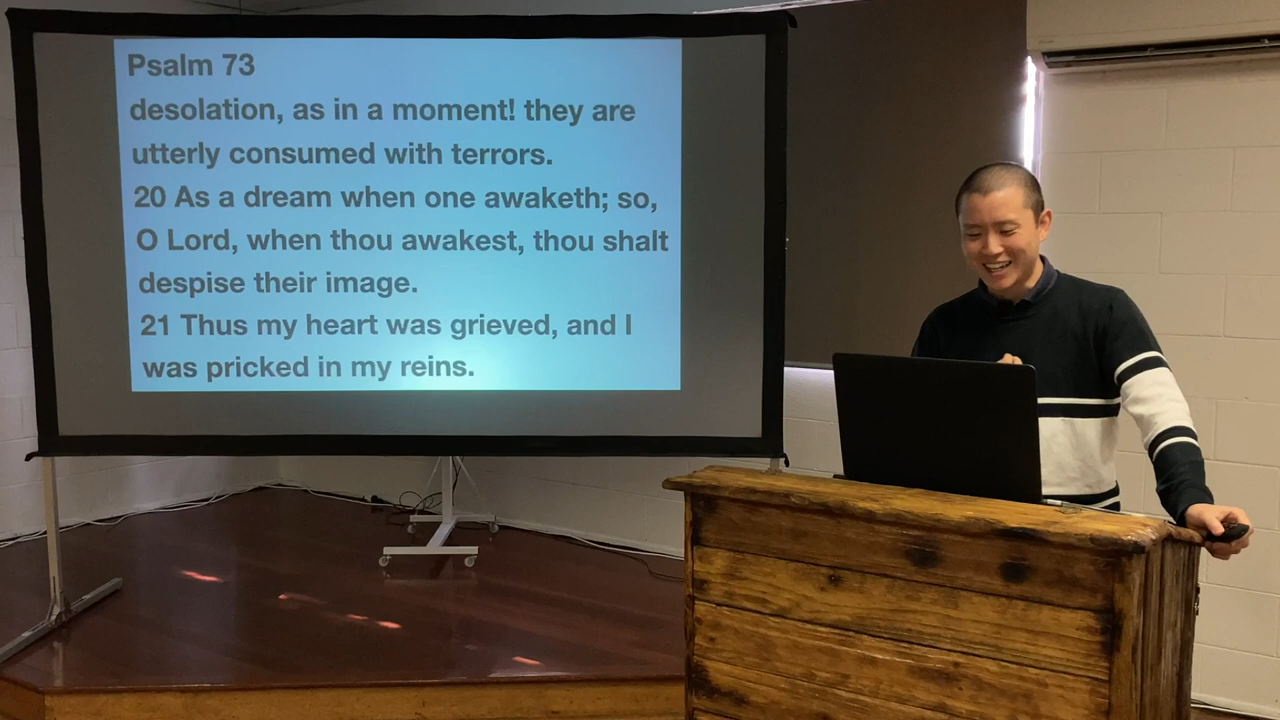 Psalm 73
desolation, as in a moment! they are
utterly consumed with terrors.
20 As a dream when one awaketh; so,
O Lord, when thou awakest, thou shalt
despise their image.
21 Thus my heart was grieved, and I
was pricked in my reins.